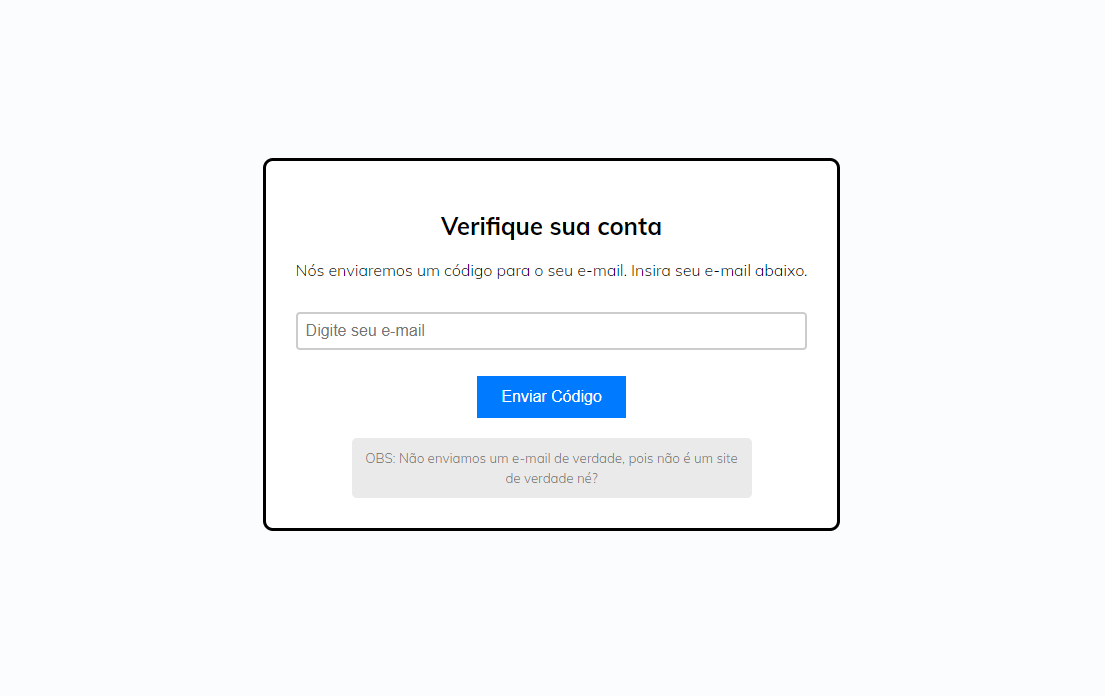 Verifique sua conta
Nós enviaremos um código para o seu e-mail. Insira seu e-mail abaixo.
Digite seu e-mail
Enviar Código
OBS: Não enviamos um e-mail de verdade, pois não é um site
de verdade né?